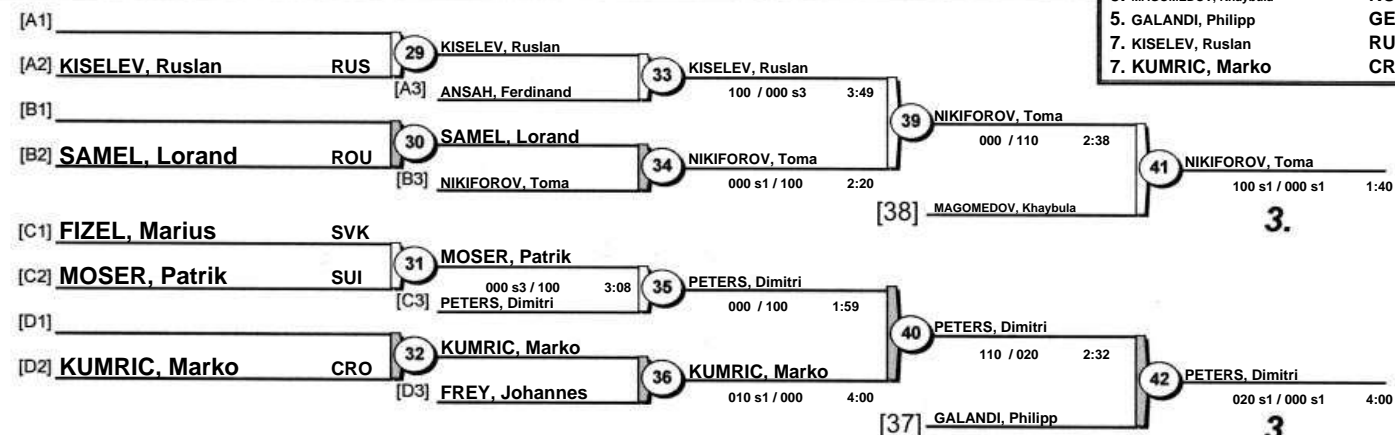 5. GALANDI, Philipp GE
7. KISELEV, Ruslan RU
7. KUMRIC, Marko CR
[A1]
[A2] KISELEV, Ruslan RUS
29
KISELEV, Ruslan
[A3] ANSAH, Ferdinand
33
KISELEV, Ruslan
100 / 000 s3 3:49
[B1]
[B2] SAMEL, Lorand ROU
30
SAMEL, Lorand
[B3] NIKIFOROV, Toma
34
NIKIFOROV, Toma
000 s1 / 100 2:20
39
NIKIFOROV, Toma
000 / 110 2:38
[38] MAGOMEDOV, Khaybula
41
NIKIFOROV, Toma
100 s1 / 000 s1 1:40
3.
[C1] FIZEL, Marius SVK
[C2] MOSER, Patrik SUI
31
MOSER, Patrik
000 s3 / 100 3:08
[C3] PETERS, Dimitri
35
PETERS, Dimitri
000 / 100 1:59
[D1]
[D2] KUMRIC, Marko CRO
32
KUMRIC, Marko
[D3] FREY, Johannes
36
KUMRIC, Marko
010 s1 / 000 4:00
40
PETERS, Dimitri
110 / 020 2:32
[37] GALANDI, Philipp
42
PETERS, Dimitri
020 s1 / 000 s1 4:00
3